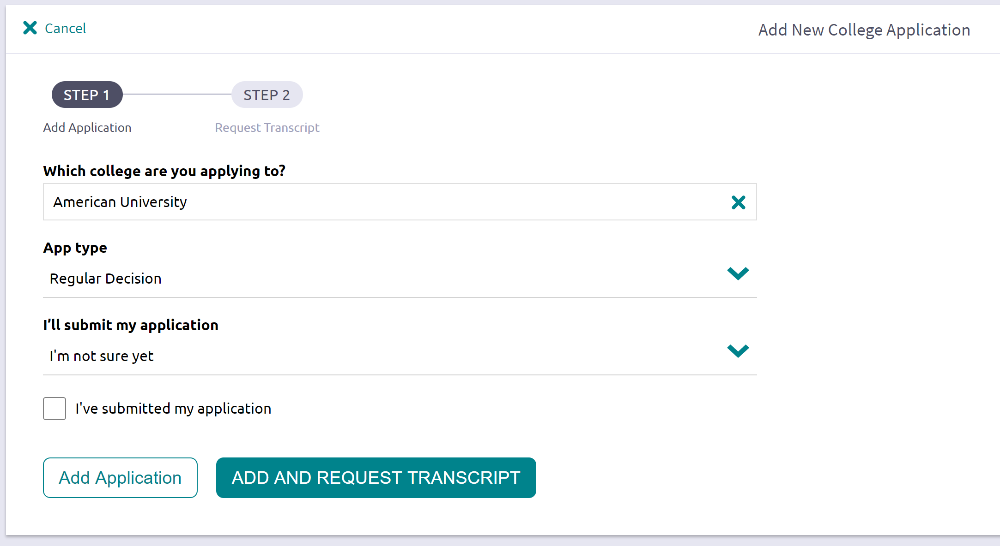 Cancel
Add New College Application
STEP 1
STEP 2
Add Application
Request Transcript
Which college are you applying to?
American University
App type
Regular Decision
I’ll submit my application
I'm not sure yet
I've submitted my application
Add Application
ADD AND REQUEST TRANSCRIPT